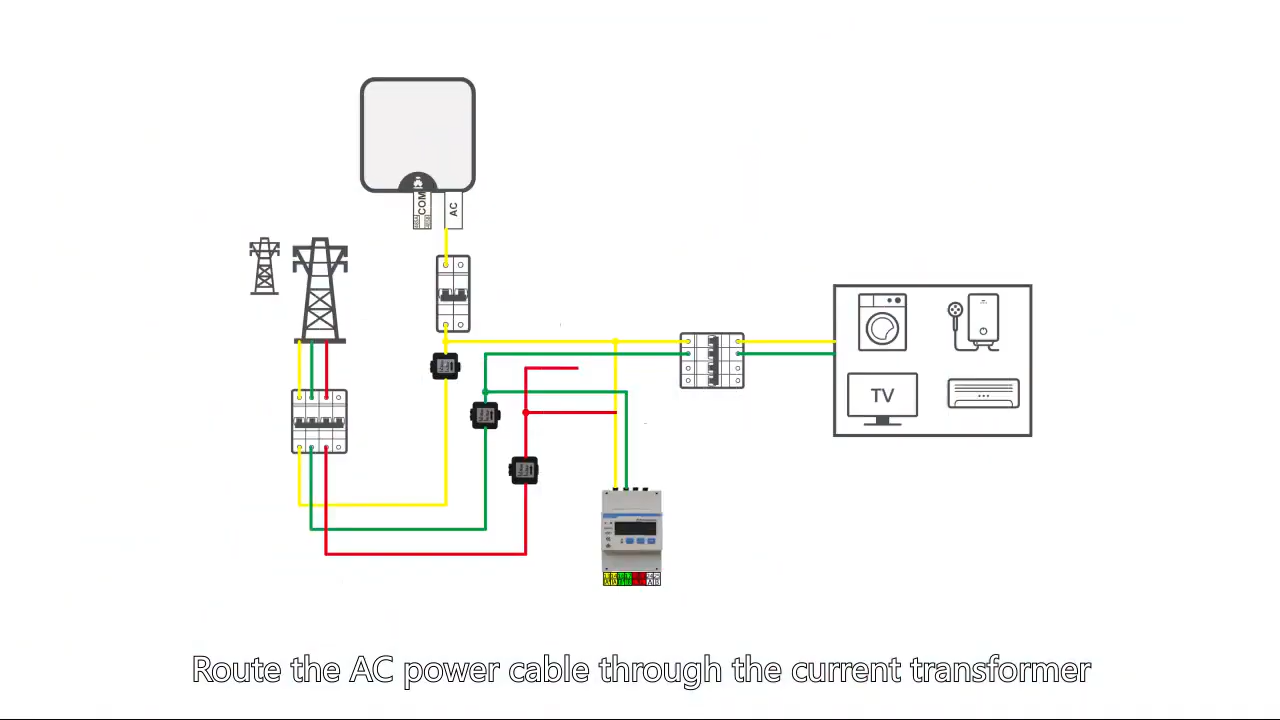 COM
AC
TV
Route the AC power cable through the current transformer